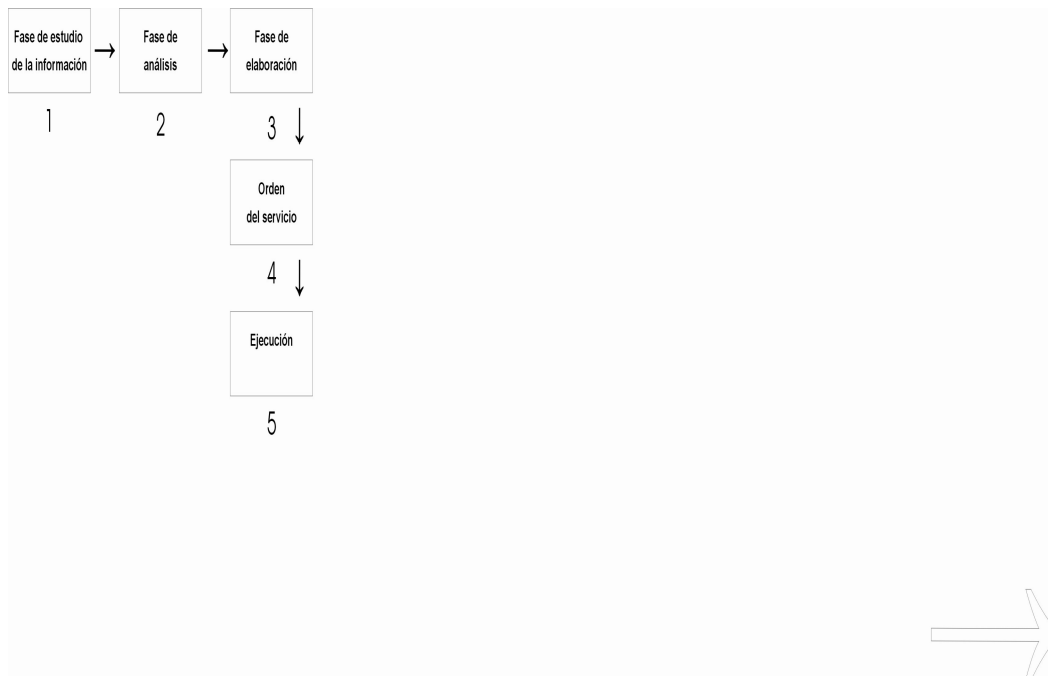 Fase de estudio
de la información
1
Fase de
análisis
2
Fase de
elaboración
3
Orden
del servicio
4
Ejecución
5